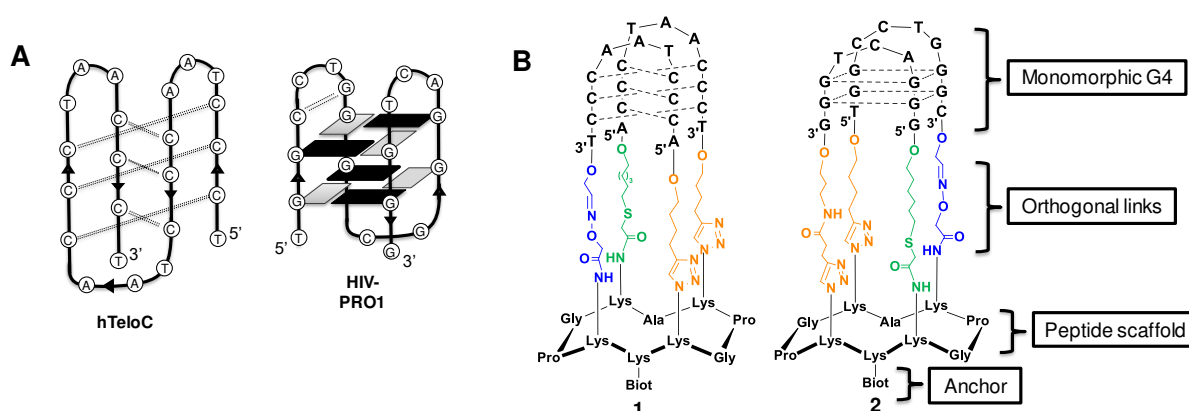 A
A A A T
T A C
C C
C C C
C C
C C
T T
3' 5'
A A T
hTeloC
C T C A
C G T
G G
G G G
G G
T C G G
5' 3'
HIV-
PRO1
B
T A A
A A T C
C C C C
C C C C
C C C C
T A A T
3' 5' 5' 3'
O O O O
( )3
N S N N N N
O O N N
O NH HN
Lys Lys
Gly Ala Pro
Pro Lys Lys Gly
Lys
Biot
1
C C T
T C A G
G G G G
G G G G
G T G C
5' 5' 3'
O O O O
NH N
O N N N O
N N N S O
O NH HN O
Lys Lys
Gly Ala Pro
Pro Lys Lys Gly
Lys
Biot
2
Monomorphic G4
Orthogonal links
Peptide scaffold
Anchor